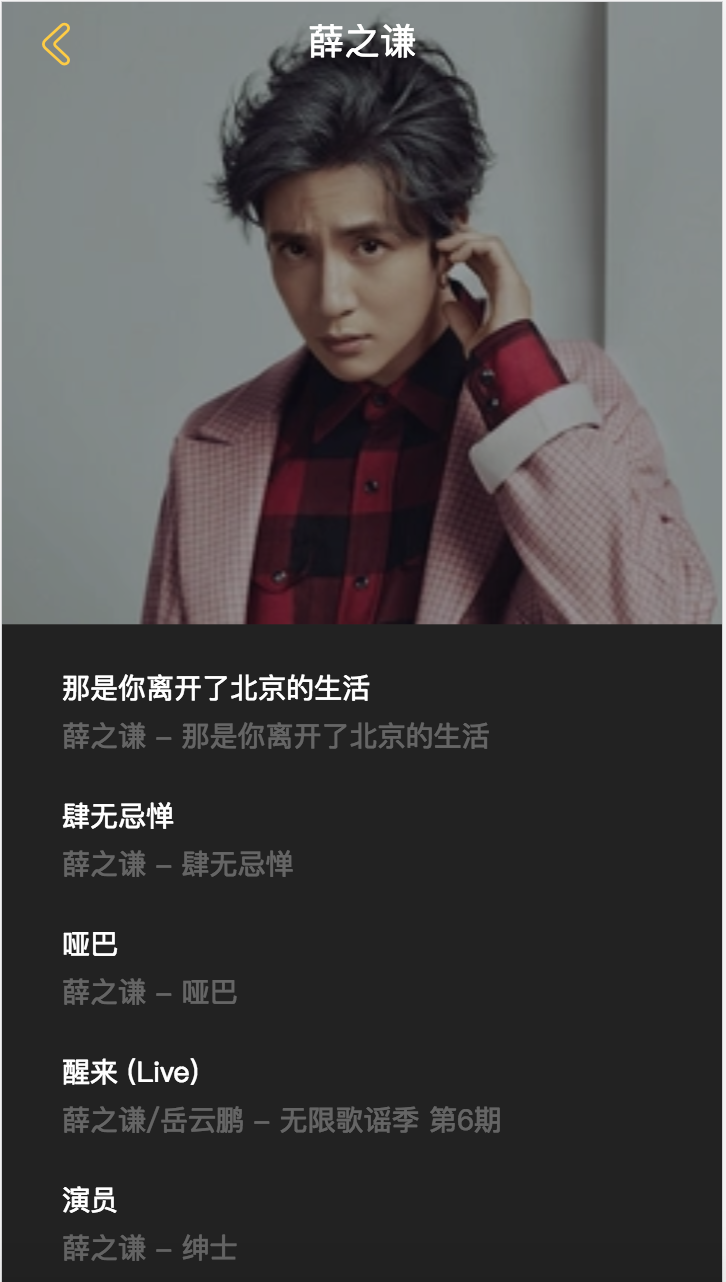 薛之谦
那是你离开了北京的生活
薛之谦 – 那是你离开了北京的生活
肆无忌惮
薛之谦 – 肆无忌惮
哑巴
薛之谦 – 哑巴
醒来 (Live)
薛之谦/岳云鹏 – 无限歌谣季 第6期
演员
薛之谦 – 绅士